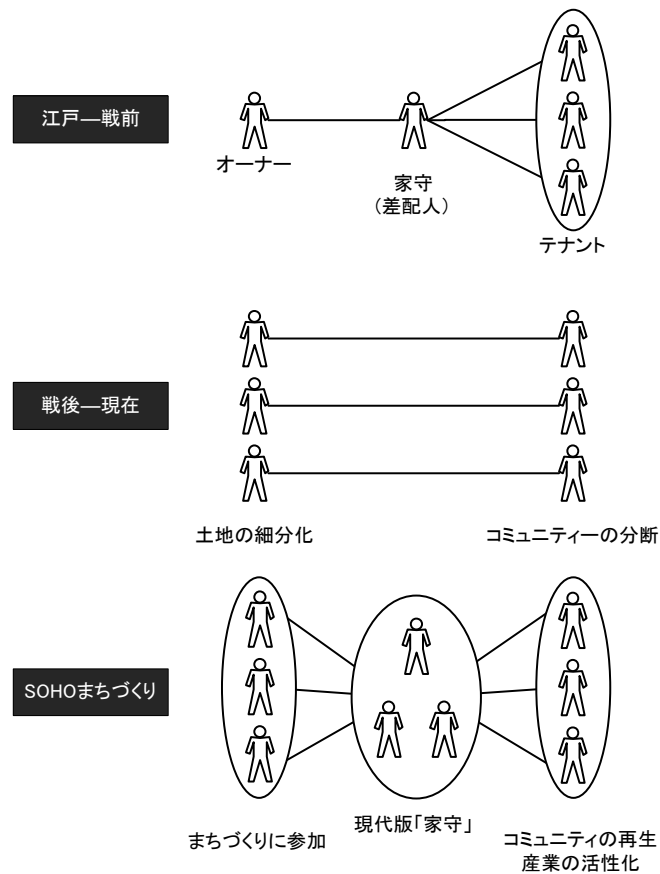 江戸―戦前
オーナー
家守
(差配人)
テナント
戦後―現在
土地の細分化
コミュニティーの分断
SOHOまちづくり
まちづくりに参加
現代版「家守」
コミュニティの再生
産業の活性化